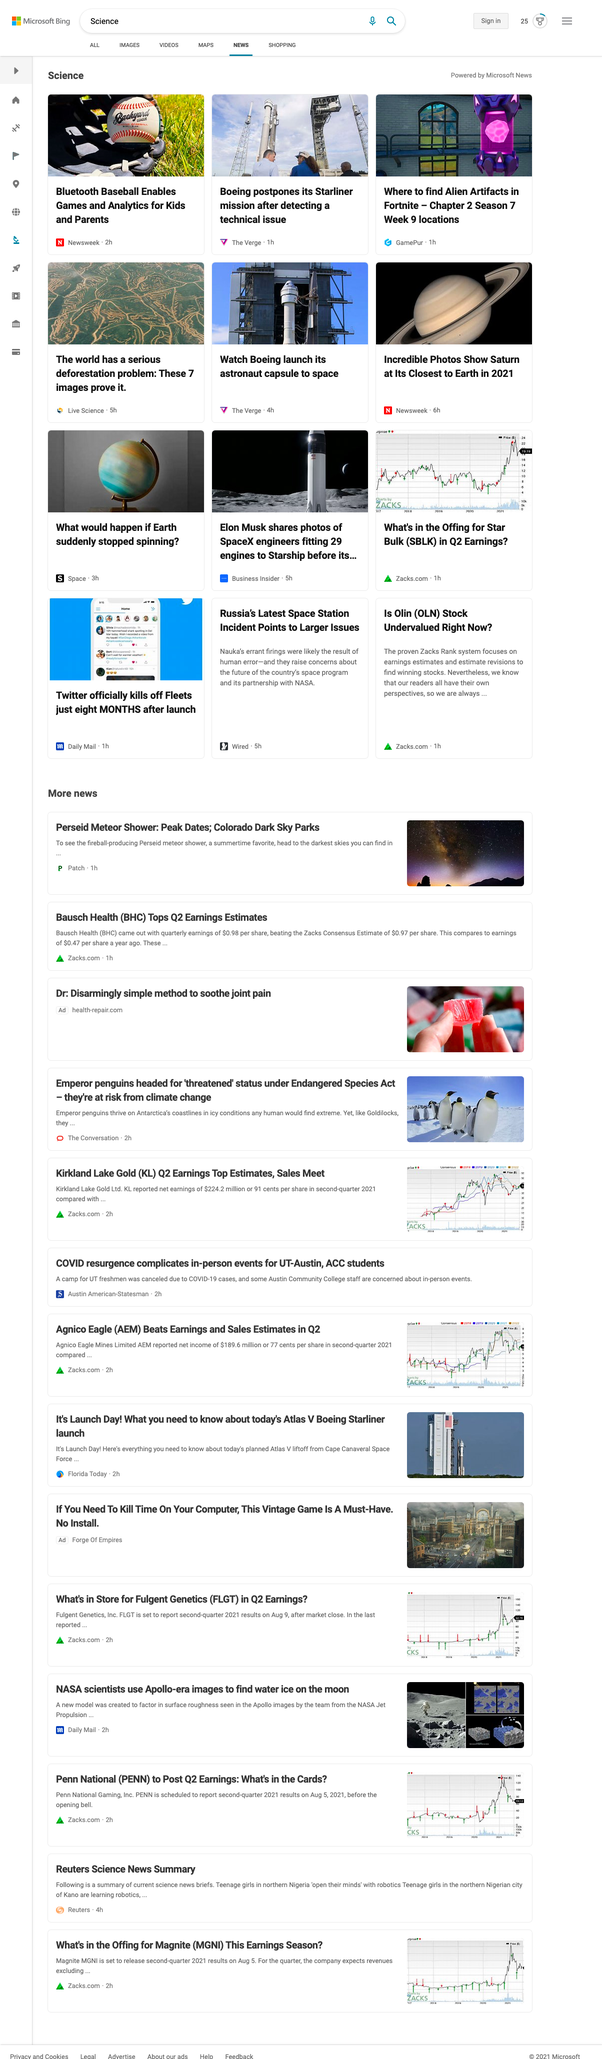 Microsoft Bing
Science
Sign in
25
ALL IMAGES VIDEOS MAPS NEWS SHOPPING
Science
Powered by Microsoft News
Backyard
Bluetooth Baseball Enables
Games and Analytics for Kids
and Parents
Newsweek · 2h
Boeing postpones its Starliner
mission after detecting a
technical issue
The Verge · 1h
Where to find Alien Artifacts in
Fortnite – Chapter 2 Season 7
Week 9 locations
GamePur · 1h
The world has a serious
deforestation problem: These 7
images prove it.
Live Science · 5h
Watch Boeing launch its
astronaut capsule to space
The Verge · 4h
Incredible Photos Show Saturn
at Its Closest to Earth in 2021
Newsweek · 6h
What would happen if Earth
suddenly stopped spinning?
Space · 3h
Elon Musk shares photos of
SpaceX engineers fitting 29
engines to Starship before its...
Business Insider · 5h
ZACKS
What's in the Offing for Star
Bulk (SBLK) in Q2 Earnings?
Zacks.com · 1h
Twitter officially kills off Fleets
just eight MONTHS after launch
Daily Mail · 1h
Russia's Latest Space Station
Incident Points to Larger Issues
Nauka's errant firings were likely the result of
human error—and they raise concerns about
the future of the country's space program
and its partnership with NASA.
Wired · 5h
Is Olin (OLN) Stock
Undervalued Right Now?
The proven Zacks Rank system focuses on
earnings estimates and estimate revisions to
find winning stocks. Nevertheless, we know
that our readers all have their own
perspectives, so we are always ...
Zacks.com · 1h
More news
Perseid Meteor Shower: Peak Dates; Colorado Dark Sky Parks
To see the fireball-producing Perseid meteor shower, a summertime favorite, head to the darkest skies you can find in
...
Patch · 1h
Bausch Health (BHC) Tops Q2 Earnings Estimates
Bausch Health (BHC) came out with quarterly earnings of $0.98 per share, beating the Zacks Consensus Estimate of $0.97 per share. This compares to earnings
of $0.47 per share a year ago. These ...
Zacks.com · 1h
Dr: Disarmingly simple method to soothe joint pain
Ad health-repair.com
Emperor penguins headed for 'threatened' status under Endangered Species Act
– they're at risk from climate change
Emperor penguins thrive on Antarctica's coastlines in icy conditions any human would find extreme. Yet, like Goldilocks,
they ...
The Conversation · 2h
Kirkland Lake Gold (KL) Q2 Earnings Top Estimates, Sales Meet
Kirkland Lake Gold Ltd. KL reported net earnings of $224.2 million or 91 cents per share in second-quarter 2021
compared with ...
Zacks.com · 2h
ZACKS
COVID resurgence complicates in-person events for UT-Austin, ACC students
A camp for UT freshmen was canceled due to COVID-19 cases, and some Austin Community College staff are concerned about in-person events.
Austin American-Statesman · 2h
Agnico Eagle (AEM) Beats Earnings and Sales Estimates in Q2
Agnico Eagle Mines Limited AEM reported net income of $189.6 million or 77 cents per share in second-quarter 2021
compared ...
Zacks.com · 2h
ZACKS
It's Launch Day! What you need to know about today's Atlas V Boeing Starliner
launch
It's Launch Day! Here's everything you need to know about today's planned Atlas V liftoff from Cape Canaveral Space
Force ...
Florida Today · 2h
If You Need To Kill Time On Your Computer, This Vintage Game Is A Must-Have.
No Install.
Ad Forge Of Empires
What's in Store for Fulgent Genetics (FLGT) in Q2 Earnings?
Fulgent Genetics, Inc. FLGT is set to report second-quarter 2021 results on Aug 9, after market close. In the last
reported ...
Zacks.com · 2h
NASA scientists use Apollo-era images to find water ice on the moon
A new model was created to factor in surface roughness seen in the Apollo images by the team from the NASA Jet
Propulsion ...
Daily Mail · 2h
Penn National (PENN) to Post Q2 Earnings: What's in the Cards?
Penn National Gaming, Inc. PENN is scheduled to report second-quarter 2021 results on Aug 5, 2021, before the
opening bell.
Zacks.com · 2h
Reuters Science News Summary
Following is a summary of current science news briefs. Teenage girls in northern Nigeria 'open their minds' with robotics Teenage girls in the northern Nigerian city
of Kano are learning robotics, ...
Reuters · 4h
What's in the Offing for Magnite (MGNI) This Earnings Season?
Magnite MGNI is set to release second-quarter 2021 results on Aug 5. For the quarter, the company expects revenues
excluding ...
Zacks.com · 2h
ZACKS
Privacy and Cookies Legal Advertise About our ads Help Feedback © 2021 Microsoft